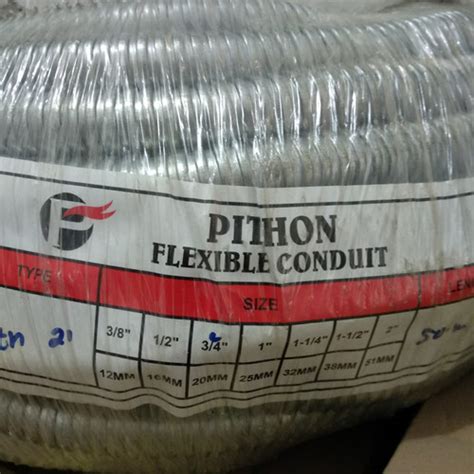 PITHON
FLEXIBLE CONDUIT
TYPE
SIZE
3/8" 1/2" 3/4" 1" 1-1/4" 1-1/2" 2"
12MM 16MM 20MM 25MM 32MM 38MM 51MM